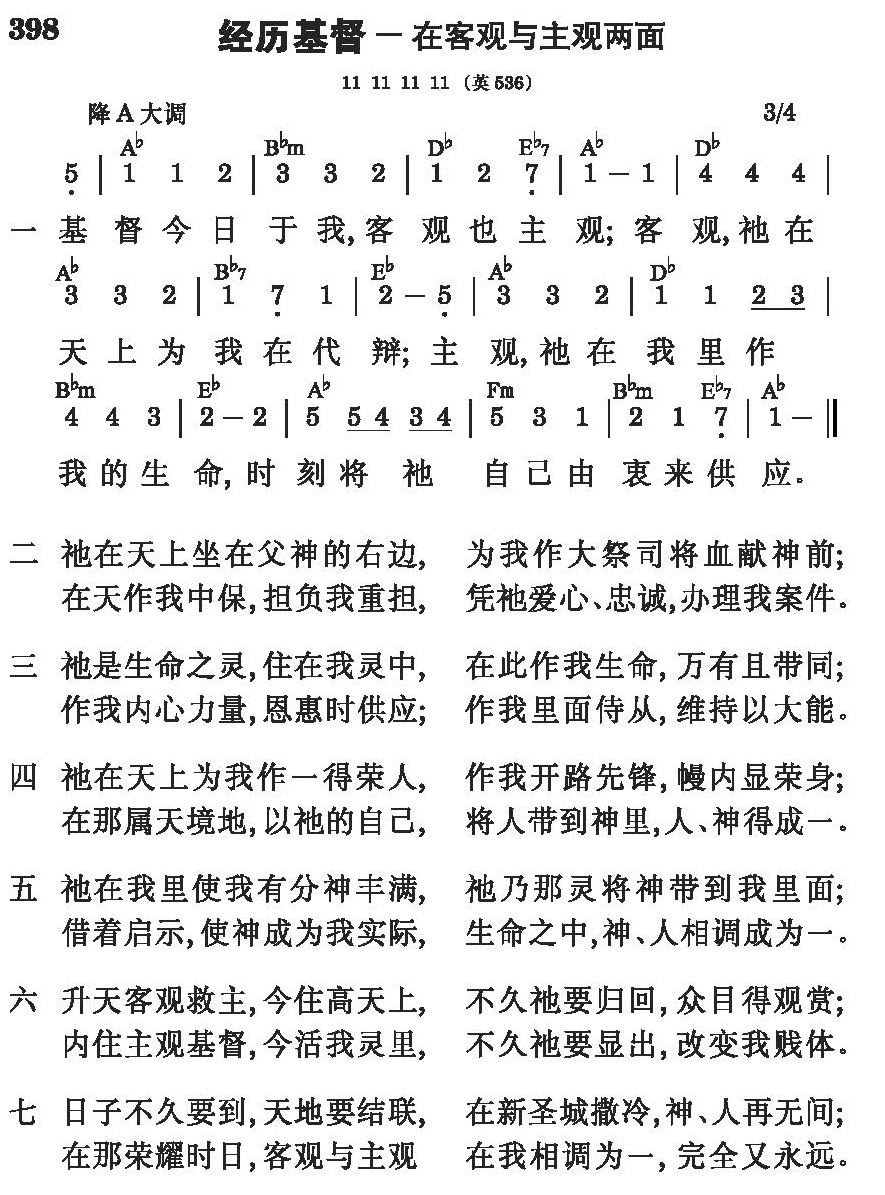 398
经历基督－在客观与主观两面
11 11 11 11（英536）
降A大调 3/4
A♭ B♭m D♭ E♭7 A♭ D♭
5̣ | 1 1 2 | 3 3 2 | 1 2 7̣ | 1 － 1 | 4 4 4 |
一 基督今日于我,客观也主观;客观,祂在
A♭ B♭7 E♭ A♭ D♭
3 3 2 | 1 7̣ 1 | 2 － 5̣ | 3 3 2 | 1 1 2 3 |
天上为我在代辩;主观,祂在我里作
B♭m E♭ A♭ Fm B♭m E♭7 A♭
4 4 3 | 2 － 2 | 5 5 4 3 4 | 5 3 1 | 2 1 7̣ | 1 － ‖
我的生命,时刻将祂自己由衷来供应。
二 祂在天上坐在父神的右边, 为我作大祭司将血献神前;
在天作我中保,担负我重担, 凭祂爱心、忠诚,办理我案件。
三 祂是生命之灵,住在我灵中, 在此作我生命,万有且带同;
作我内心力量,恩惠时供应; 作我里面侍从,维持以大能。
四 祂在天上为我作一得荣人, 作我开路先锋,幔内显荣身;
在那属天境地,以祂的自己, 将人带到神里,人、神得成一。
五 祂在我里使我有分神丰满, 祂乃那灵将神带到我里面;
借着启示,使神成为我实际, 生命之中,神、人相调成为一。
六 升天客观救主,今住高天上, 不久祂要归回,众目得观赏;
内住主观基督,今活我灵里, 不久祂要显出,改变我贱体。
七 日子不久要到,天地要结联, 在新圣城撒冷,神、人再无间;
在那荣耀时日,客观与主观 在我相调为一,完全又永远。